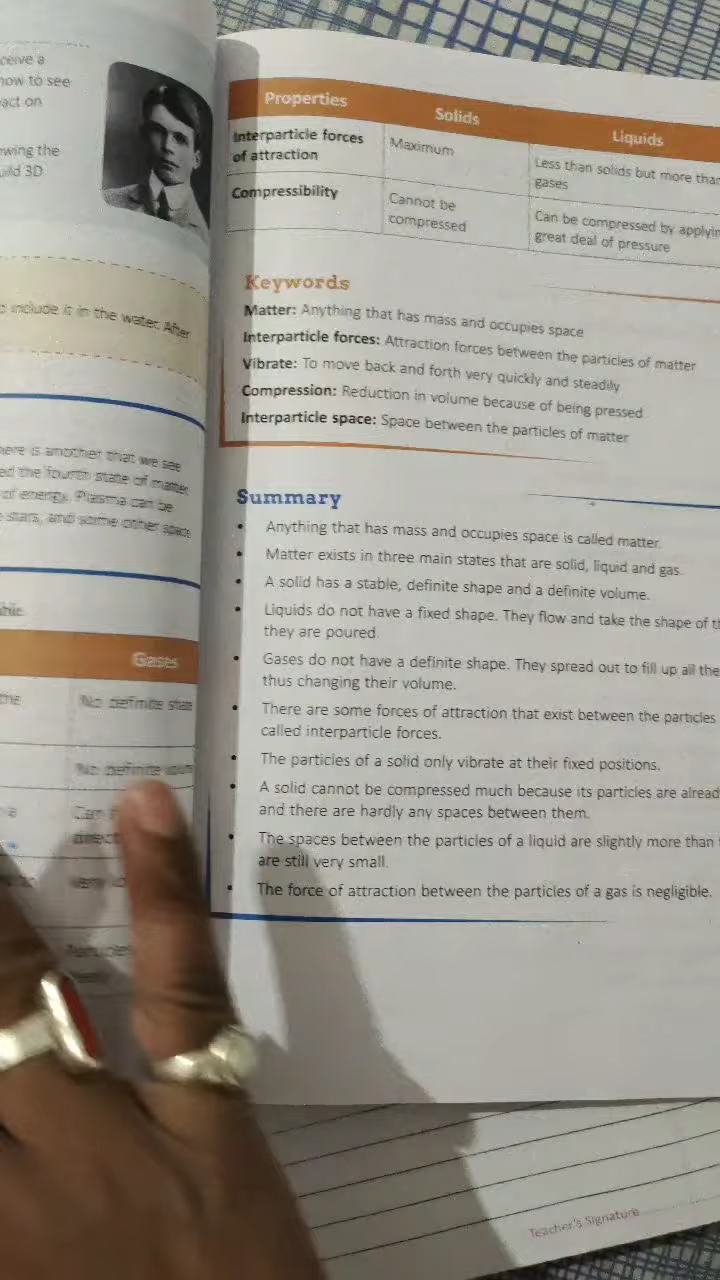 ceive a
now to see
act on
wing the
uild 3D
include it in the water. After
here is another that we see
ed the fourth state of matter
of energy. Plasma can be
stars, and some other space
Gases
No definite
No definite
Properties Solids Liquids
Interparticle forces of attraction
Maximum
Less than solids but more than
gases
Compressibility
Cannot be
compressed
Can be compressed by applyin
great deal of pressure
Keywords
Matter: Anything that has mass and occupies space
Interparticle forces: Attraction forces between the particles of matter
Vibrate: To move back and forth very quickly and steadily
Compression: Reduction in volume because of being pressed
Interparticle space: Space between the particles of matter
Summary
• Anything that has mass and occupies space is called matter.
• Matter exists in three main states that are solid, liquid and gas.
• A solid has a stable, definite shape and a definite volume.
• Liquids do not have a fixed shape. They flow and take the shape of th
they are poured.
• Gases do not have a definite shape. They spread out to fill up all the
thus changing their volume.
• There are some forces of attraction that exist between the particles
called interparticle forces.
• The particles of a solid only vibrate at their fixed positions.
• A solid cannot be compressed much because its particles are alread
and there are hardly any spaces between them.
• The spaces between the particles of a liquid are slightly more than
are still very small.
• The force of attraction between the particles of a gas is negligible.
Teacher's Signature